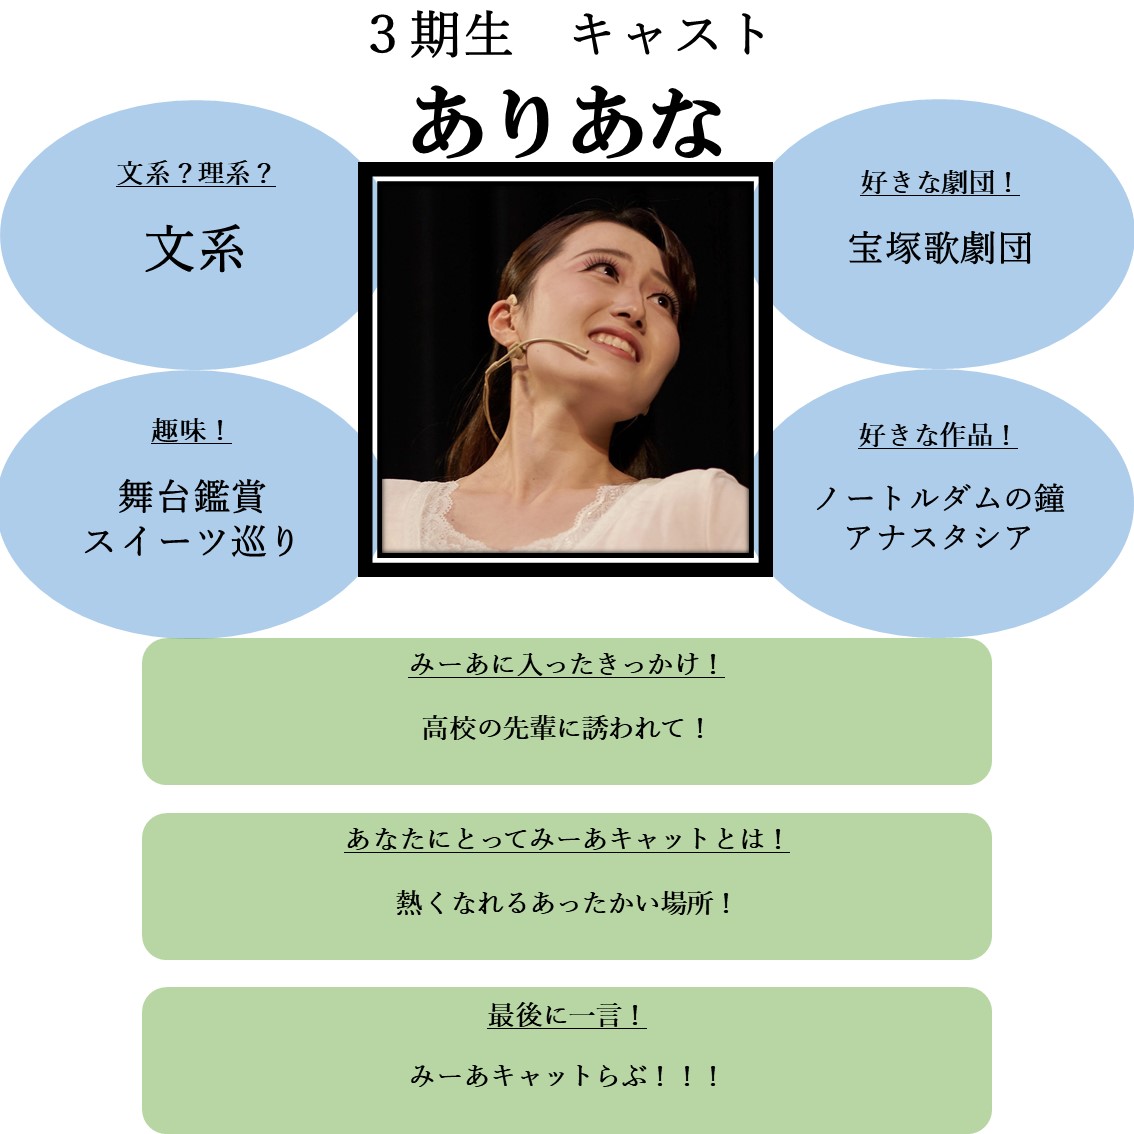 ３期生　キャスト
ありあな
文系？理系？
文系
好きな劇団！
宝塚歌劇団
趣味！
舞台鑑賞
スイーツ巡り
好きな作品！
ノートルダムの鐘
アナスタシア
みーあに入ったきっかけ！
高校の先輩に誘われて！
あなたにとってみーあキャットとは！
熱くなれるあったかい場所！
最後に一言！
みーあキャットらぶ！！！